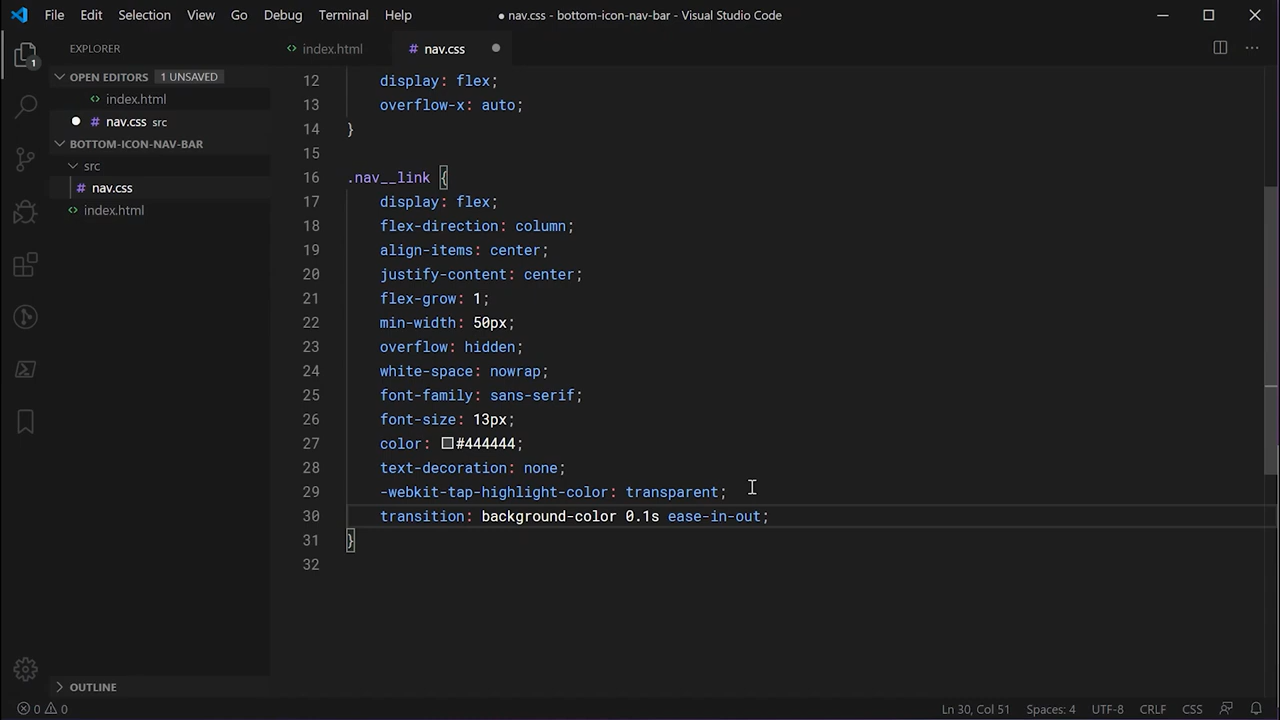 File Edit Selection View Go Debug Terminal Help
● nav.css - bottom-icon-nav-bar - Visual Studio Code
EXPLORER
OPEN EDITORS 1 UNSAVED
index.html
nav.css src
BOTTOM-ICON-NAV-BAR
src
nav.css
index.html
OUTLINE
1
index.html
nav.css
12 display: flex;
13 overflow-x: auto;
14 }
15
16 .nav__link {
17 display: flex;
18 flex-direction: column;
19 align-items: center;
20 justify-content: center;
21 flex-grow: 1;
22 min-width: 50px;
23 overflow: hidden;
24 white-space: nowrap;
25 font-family: sans-serif;
26 font-size: 13px;
27 color: #444444;
28 text-decoration: none;
29 -webkit-tap-highlight-color: transparent;
30 transition: background-color 0.1s ease-in-out;
31 }
32
0 0 Ln 30, Col 51 Spaces: 4 UTF-8 CRLF CSS